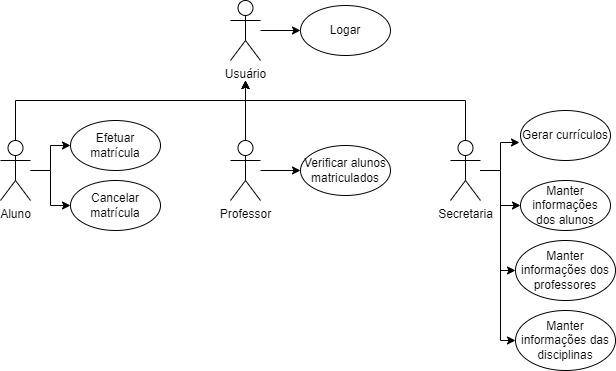 Logar
Usuário
Efetuar
matrícula
Cancelar
matrícula
Aluno
Verificar alunos
matriculados
Professor
Gerar currículos
Manter
informações
dos alunos
Secretaria
Manter
informações dos
professores
Manter
informações das
disciplinas